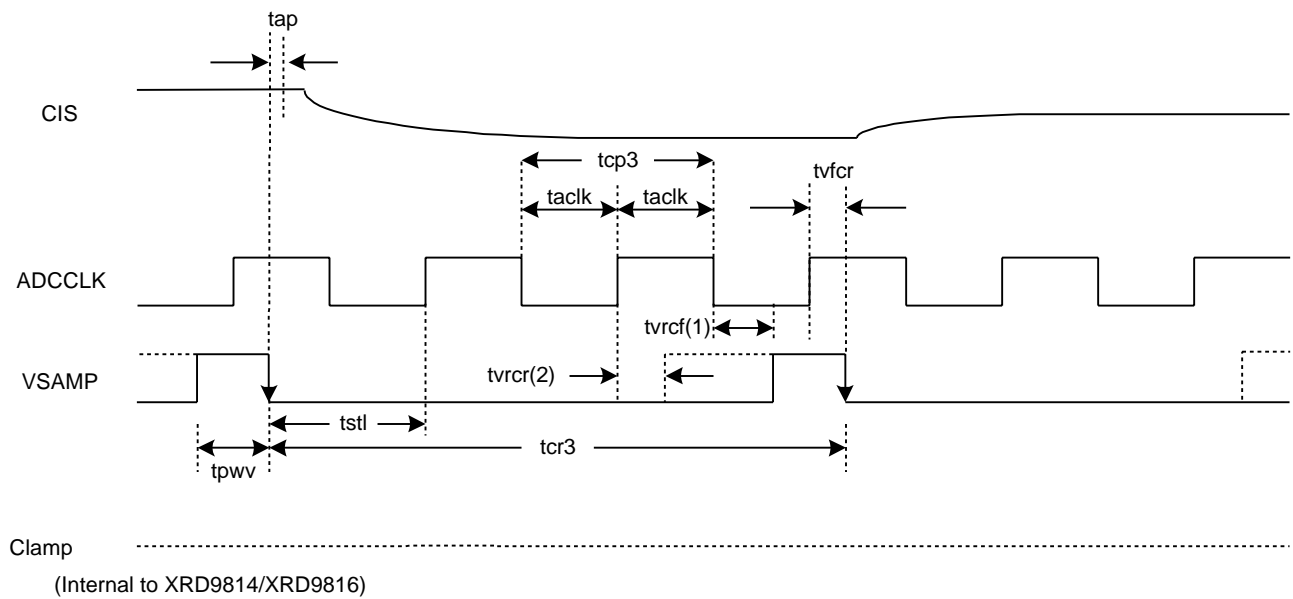 tap
CIS
tcp3
tvfcr
taclk taclk
ADCCLK
tvrcf(1)
VSAMP
tvrcr(2)
tstl
tcr3
tpwv
Clamp
(Internal to XRD9814/XRD9816)